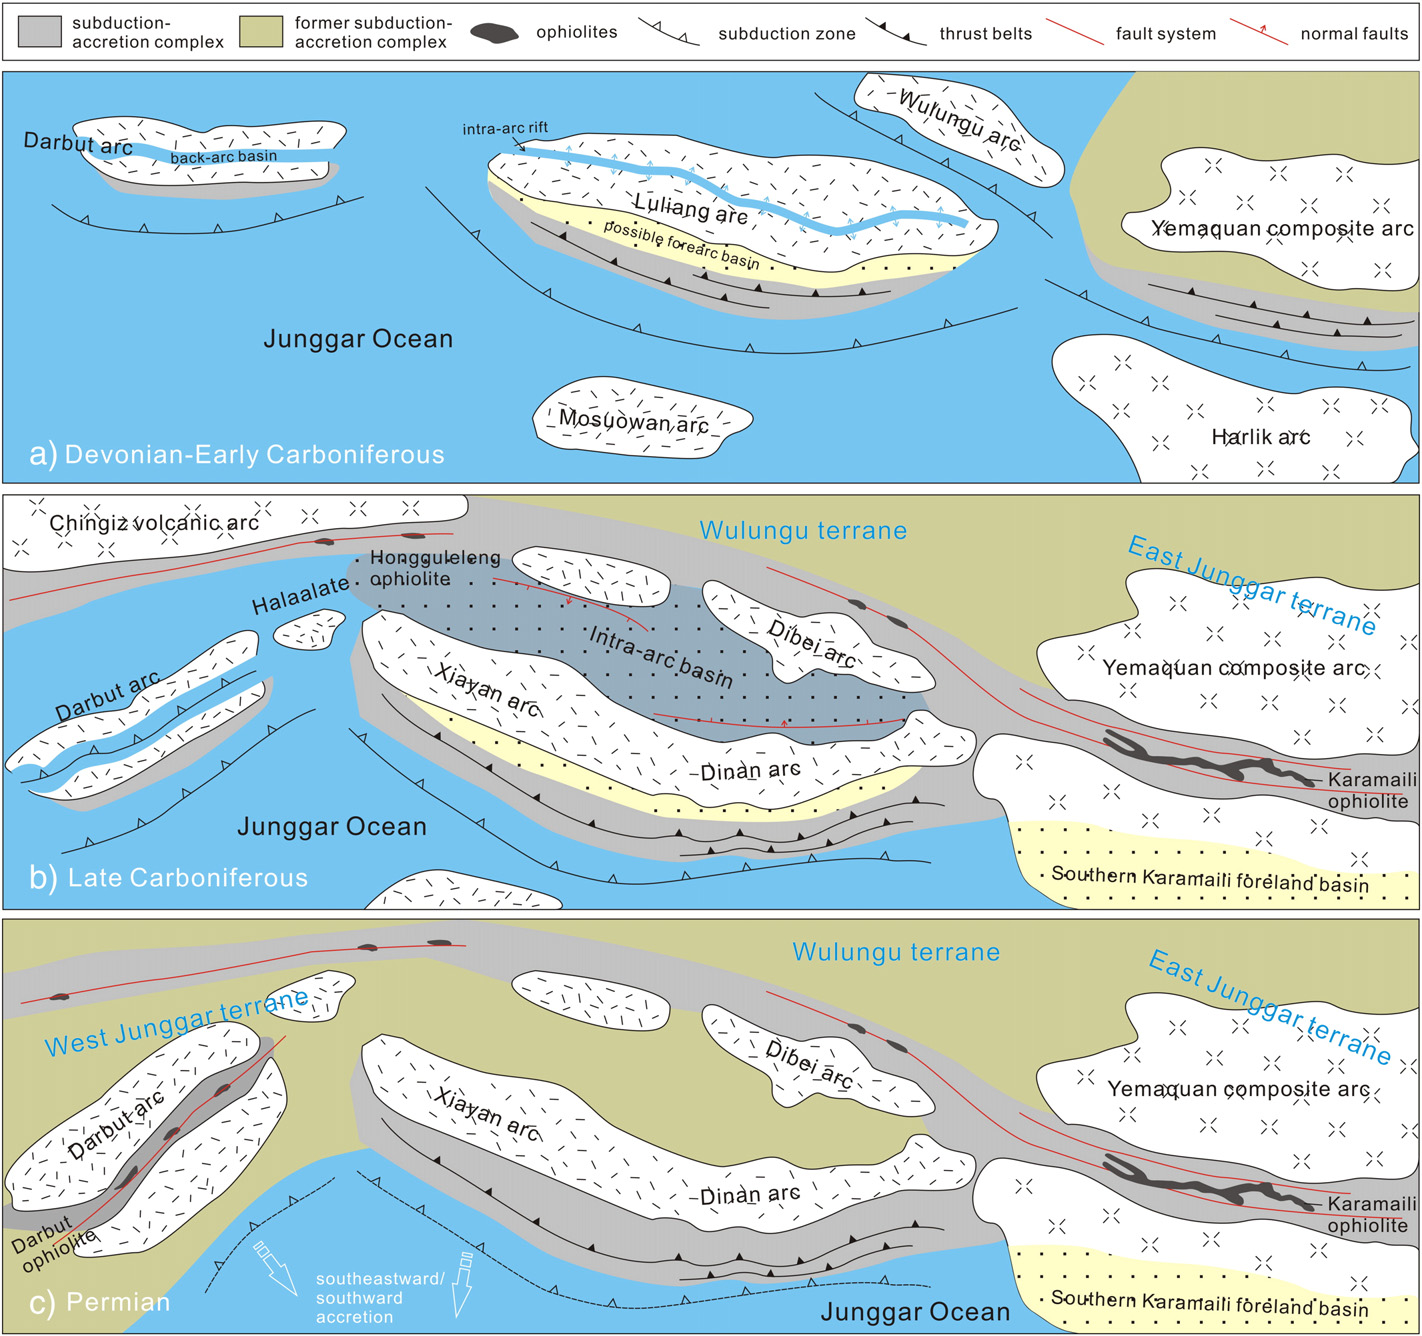 subduction-
accretion complex
former subduction-
accretion complex
ophiolites
subduction zone
thrust belts
fault system
normal faults
Darbut arc
back-arc basin
intra-arc rift
Wulungu arc
Luliang arc
possible forearc basin
Yemaquan composite arc
Junggar Ocean
Mosuowan arc
Harlik arc
a) Devonian-Early Carboniferous
Chingiz volcanic arc
Wulungu terrane
East Junggar terrane
Hongguleleng
ophiolite
Halaalate
Dibei arc
Intra-arc basin
Xiayan arc
Darbut arc
Yemaquan composite arc
Dinan arc
Karamaili
ophiolite
Junggar Ocean
Southern Karamaili foreland basin
b) Late Carboniferous
Wulungu terrane
East Junggar terrane
West Junggar terrane
Dibei arc
Yemaquan composite arc
Xiayan arc
Darbut arc
Dinan arc
Karamaili
ophiolite
Darbut
ophiolite
southeastward/
southward
accretion
Junggar Ocean
Southern Karamaili foreland basin
c) Permian